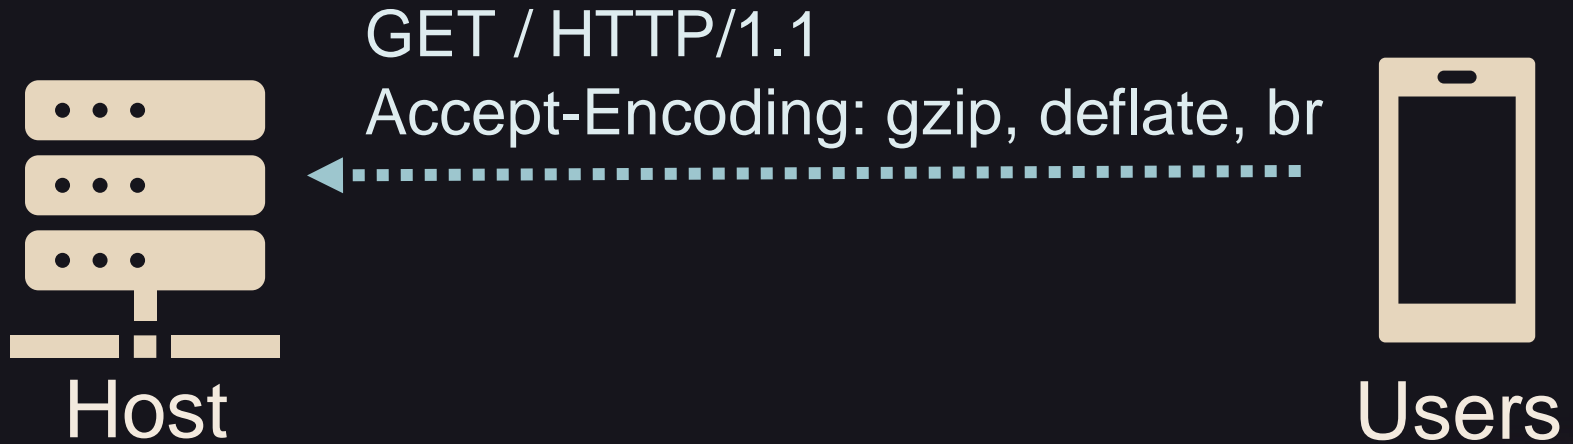 GET / HTTP/1.1
Accept-Encoding: gzip, deflate, br
Host
Users